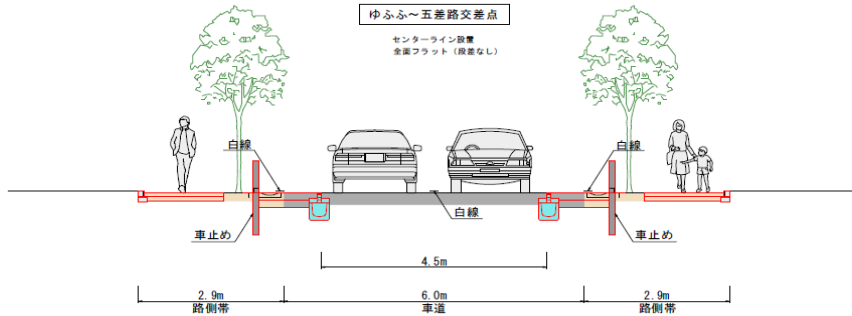 ゆふふ~五差路交差点
センターライン設置
全面フラット(段差なし)
白線
白線
白線
車止め
車止め
4.5m
2.9m
6.0m
2.9m
路側帯
車道
路側帯